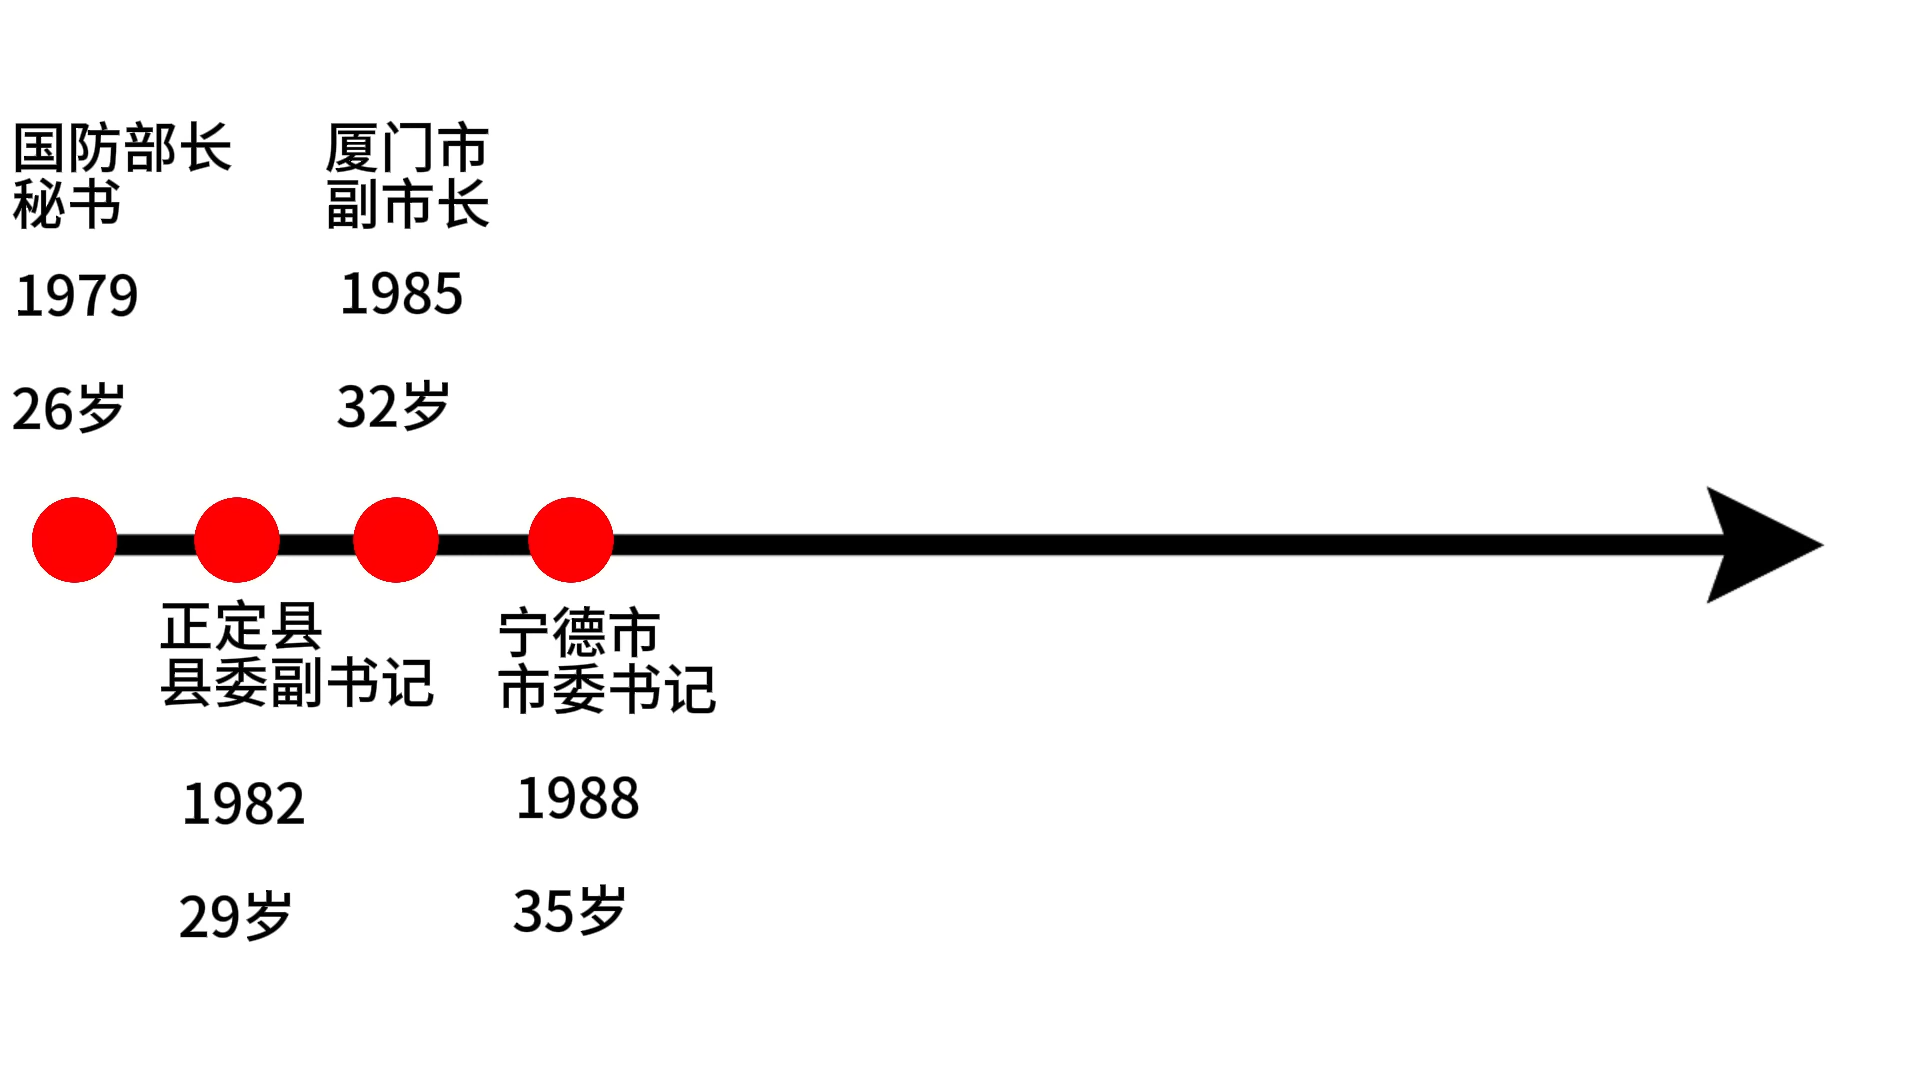 国防部长
秘书
1979
26岁
厦门市
副市长
1985
32岁
正定县
县委副书记
1982
29岁
宁德市
市委书记
1988
35岁